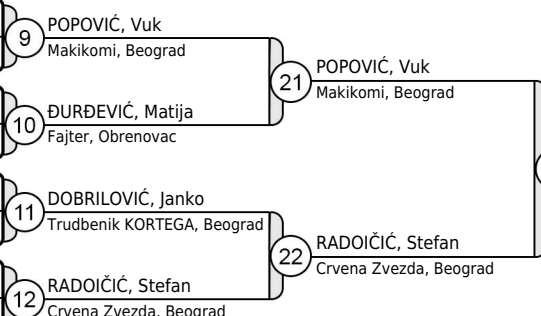 POPOVIĆ, Vuk
9
Makikomi, Beograd
POPOVIĆ, Vuk
21
Makikomi, Beograd
ĐURĐEVIĆ, Matija
10
Fajter, Obrenovac
DOBRILOVIĆ, Janko
11
Trudbenik KORTEGA, Beograd
RADOIČIĆ, Stefan
22
Crvena Zvezda, Beograd
RADOIČIĆ, Stefan
12
Crvena Zvezda, Beograd